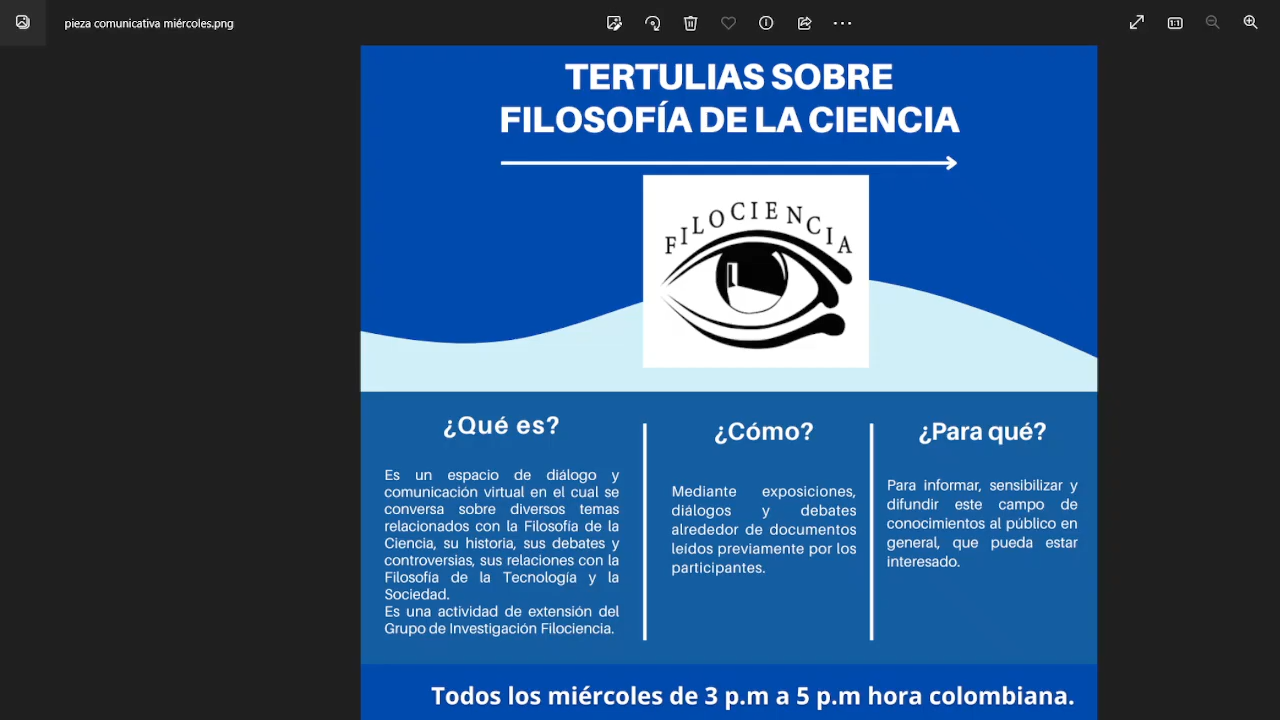 pieza comunicativa miércoles.png
TERTULIAS SOBRE
FILOSOFÍA DE LA CIENCIA
FILOCIENCIA
¿Qué es?
Es un espacio de diálogo y
comunicación virtual en el cual se
conversa sobre diversos temas
relacionados con la Filosofía de la
Ciencia, su historia, sus debates y
controversias, sus relaciones con la
Filosofía de la Tecnología y la
Sociedad.
Es una actividad de extensión del
Grupo de Investigación Filociencia.
¿Cómo?
Mediante exposiciones,
diálogos y debates
alrededor de documentos
leídos previamente por los
participantes.
¿Para qué?
Para informar, sensibilizar y
difundir este campo de
conocimientos al público en
general, que pueda estar
interesado.
Todos los miércoles de 3 p.m a 5 p.m hora colombiana.